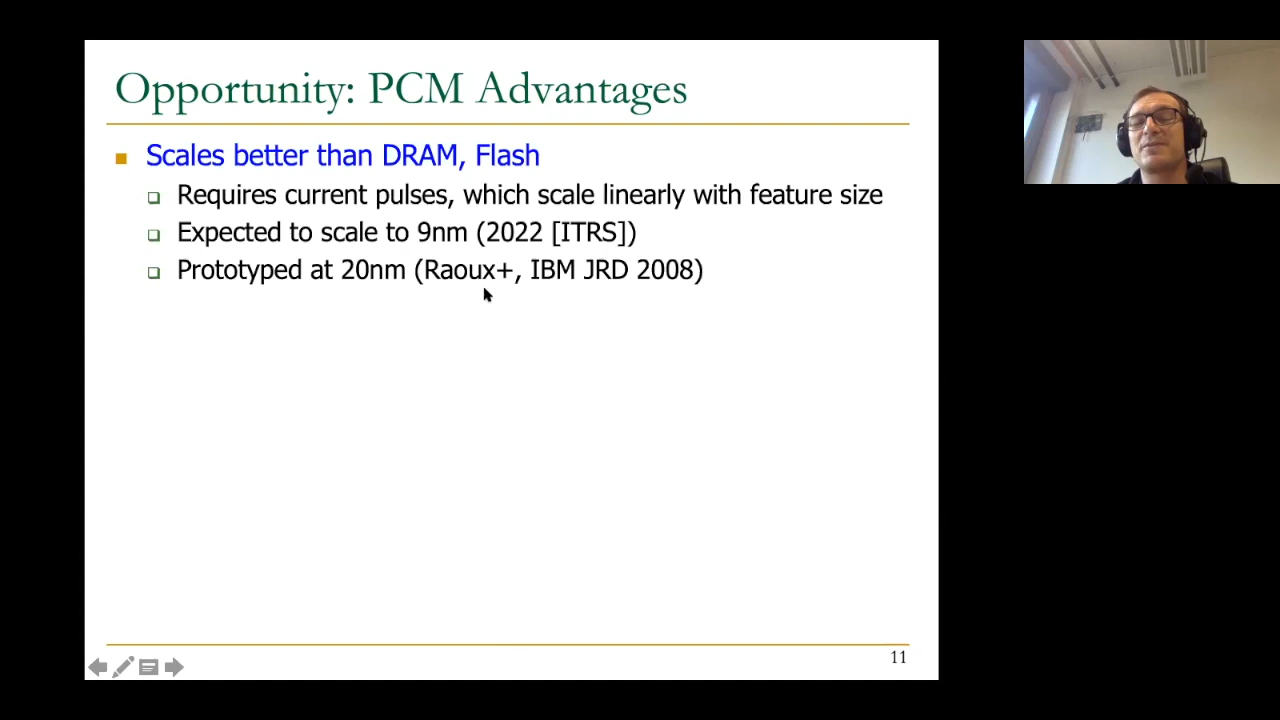 Opportunity: PCM Advantages
Scales better than DRAM, Flash
Requires current pulses, which scale linearly with feature size
Expected to scale to 9nm (2022 [ITRS])
Prototyped at 20nm (Raoux+, IBM JRD 2008)
11